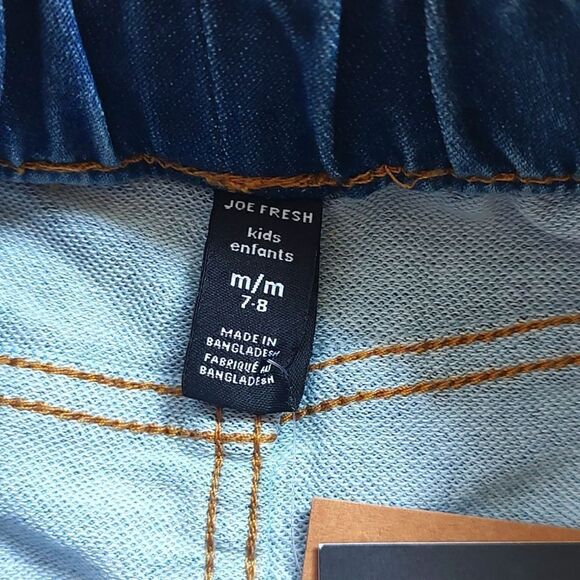 JOE FRESH
kids
enfants
m/m
7-8
MADE IN
BANGLADESH
FABRIQUÉ AU
BANGLADESH